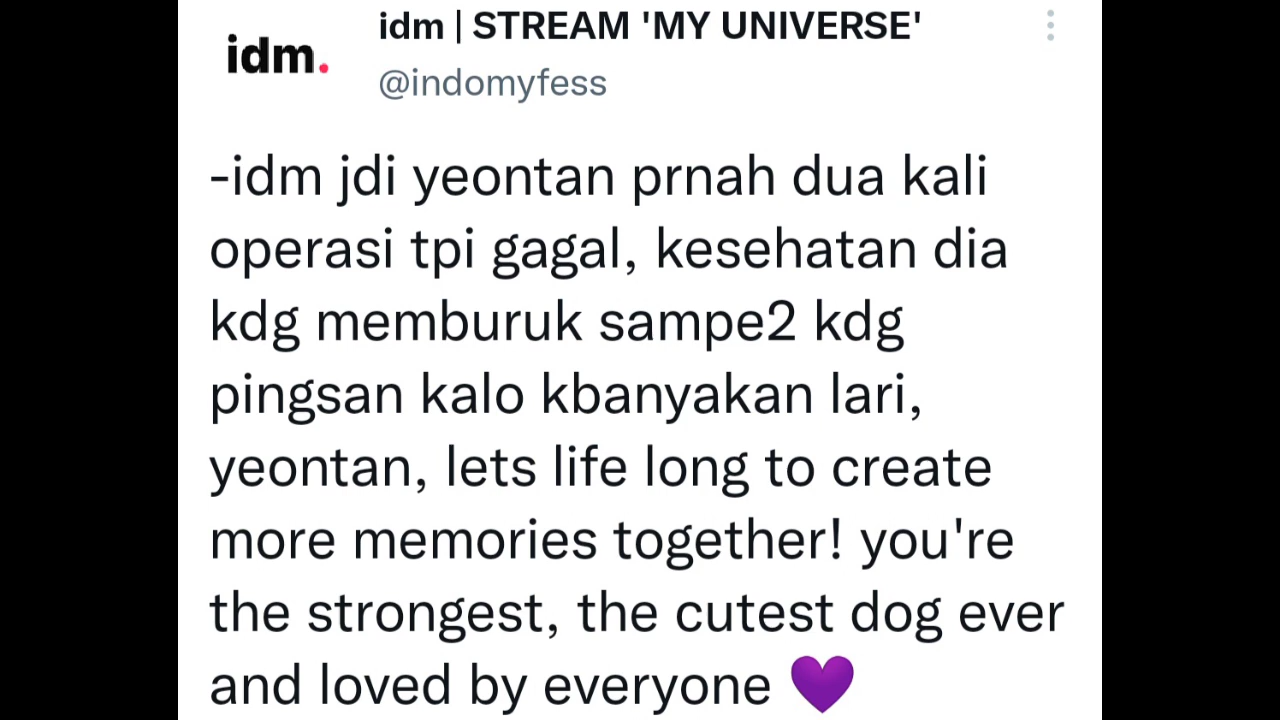 idm | STREAM 'MY UNIVERSE'
idm.
@indomyfess
-idm jdi yeontan prnah dua kali
operasi tpi gagal, kesehatan dia
kdg memburuk sampe2 kdg
pingsan kalo kbanyakan lari,
yeontan, lets life long to create
more memories together! you're
the strongest, the cutest dog ever
and loved by everyone 💜